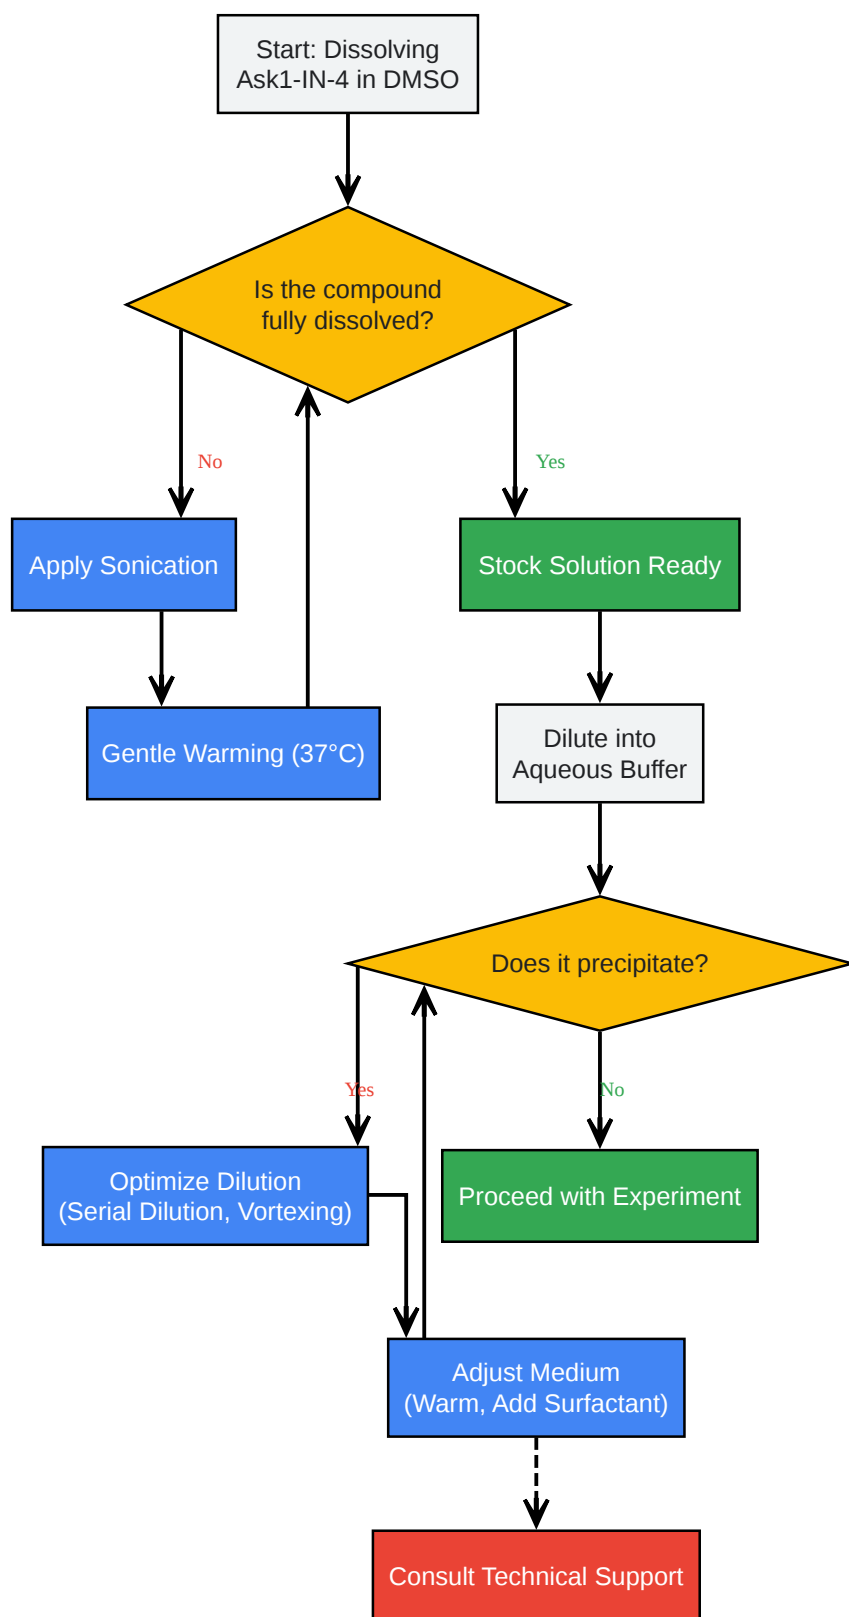 Start: Dissolving
Ask1-IN-4 in DMSO
Is the compound
fully dissolved?
No
Yes
Apply Sonication
Stock Solution Ready
Gentle Warming (37°C)
Dilute into
Aqueous Buffer
Does it precipitate?
Yes
No
Optimize Dilution
(Serial Dilution, Vortexing)
Proceed with Experiment
Adjust Medium
(Warm, Add Surfactant)
Consult Technical Support